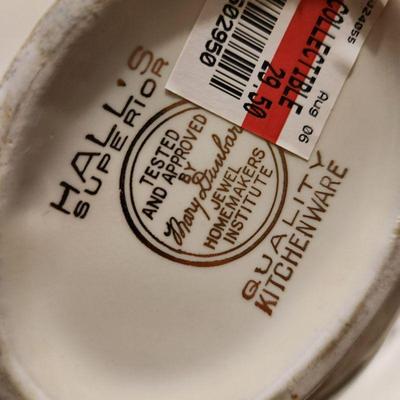 HALL'S
SUPERIOR
TESTED
AND APPROVED
BY
Mary Dunbar
JEWEL
HOMEMAKERS
INSTITUTE
QUALITY
KITCHENWARE
COLLECTIBLE
29.50
Aug 06